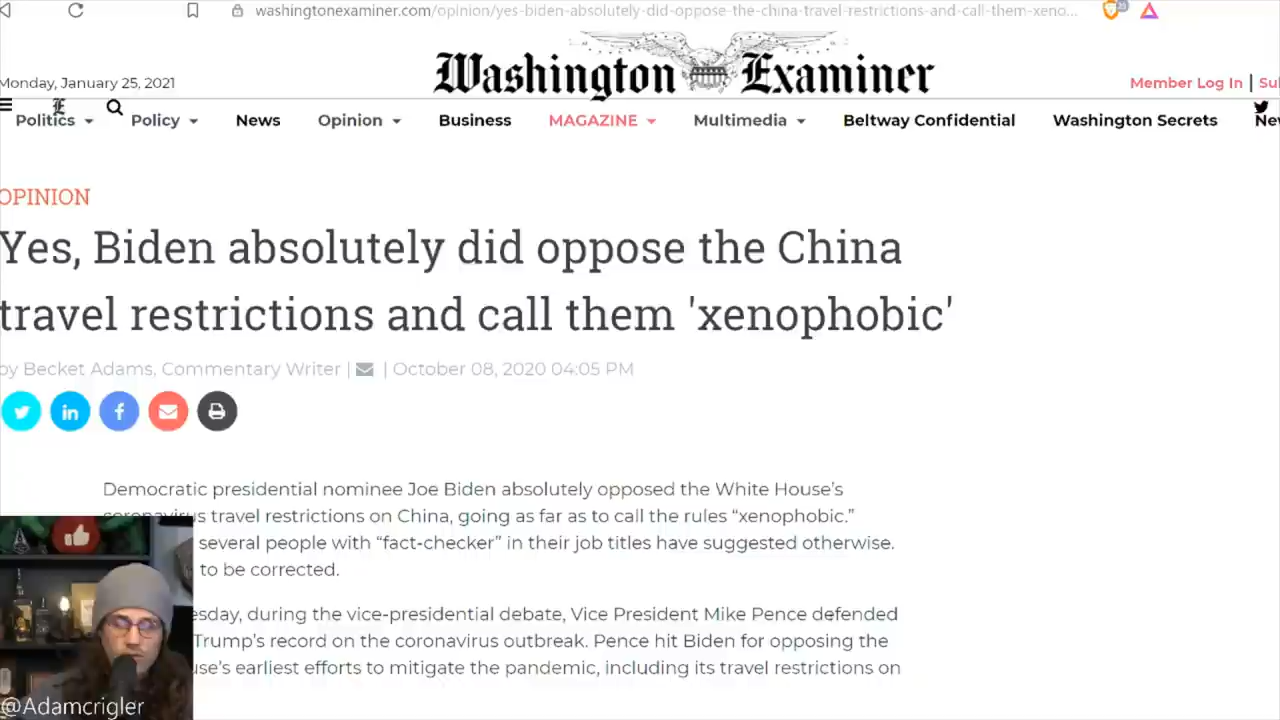 washingtonexaminer.com/opinion/yes-biden-absolutely-did-oppose-the-china-travel-restrictions-and-call-them-xeno...
Washington Examiner
Monday, January 25, 2021
Member Log In | Su
Politics
Policy
News
Opinion
Business
MAGAZINE
Multimedia
Beltway Confidential
Washington Secrets
Ne
OPINION
Yes, Biden absolutely did oppose the China
travel restrictions and call them 'xenophobic'
by Becket Adams, Commentary Writer | | October 08, 2020 04:05 PM
Democratic presidential nominee Joe Biden absolutely opposed the White House's
coronavirus travel restrictions on China, going as far as to call the rules “xenophobic.”
several people with “fact-checker” in their job titles have suggested otherwise.
to be corrected.
esday, during the vice-presidential debate, Vice President Mike Pence defended
Trump's record on the coronavirus outbreak. Pence hit Biden for opposing the
use's earliest efforts to mitigate the pandemic, including its travel restrictions on
@Adamcrigler